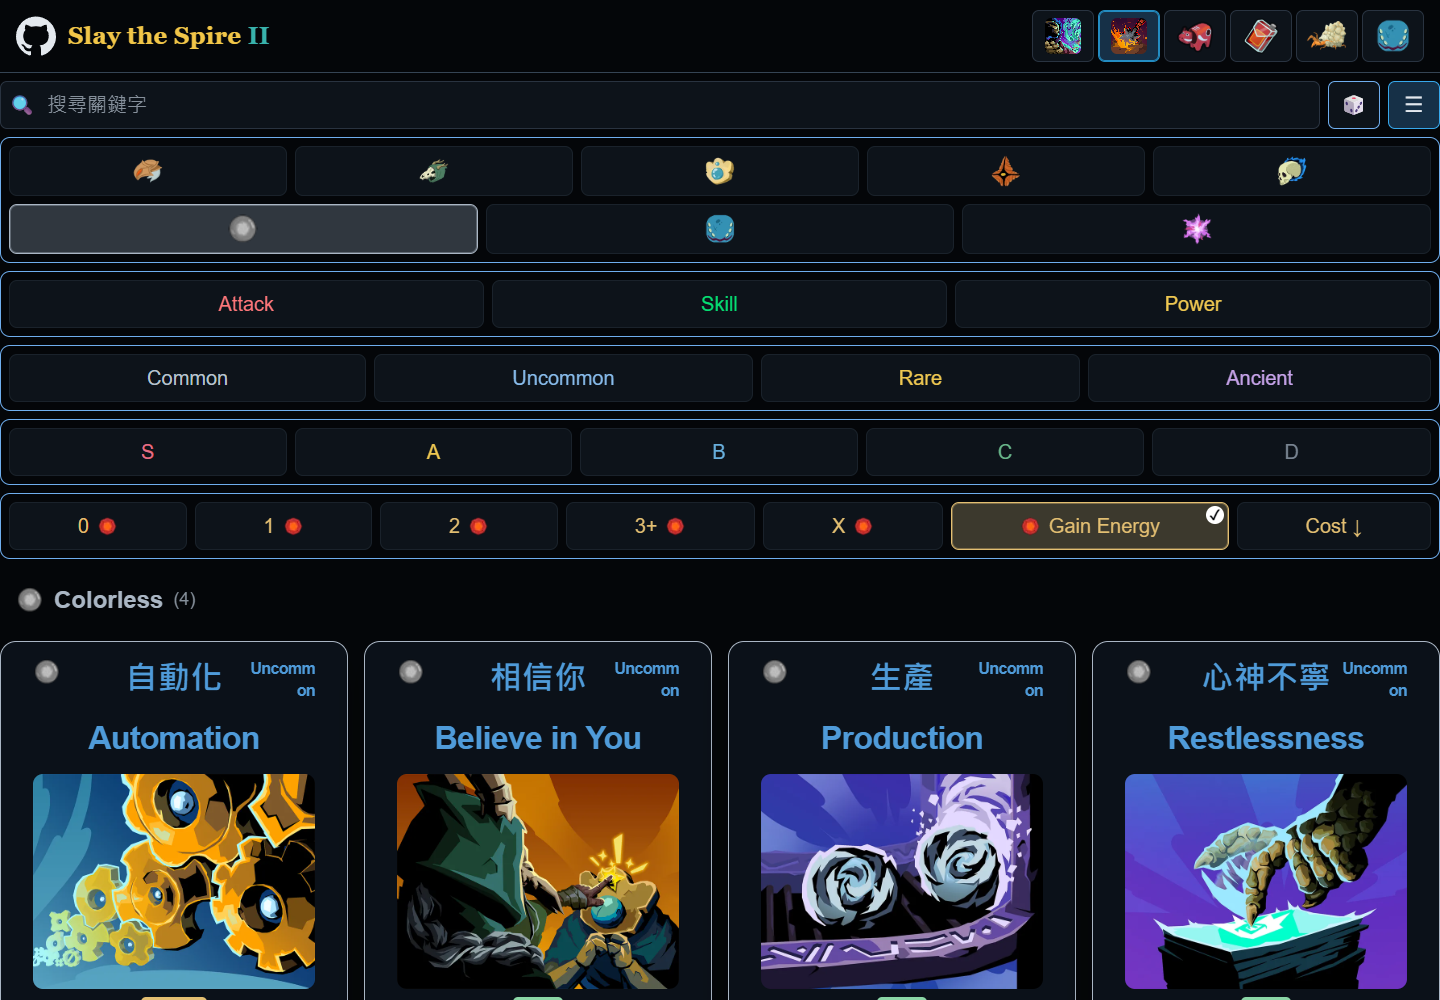 Slay the Spire II
搜尋關鍵字
Attack
Skill
Power
Common
Uncommon
Rare
Ancient
S
A
B
C
D
0
1
2
3+
X
Gain Energy
Cost ↓
Colorless (4)
自動化
Uncomm
on
Automation
相信你
Uncomm
on
Believe in You
生產
Uncomm
on
Production
心神不寧
Uncomm
on
Restlessness